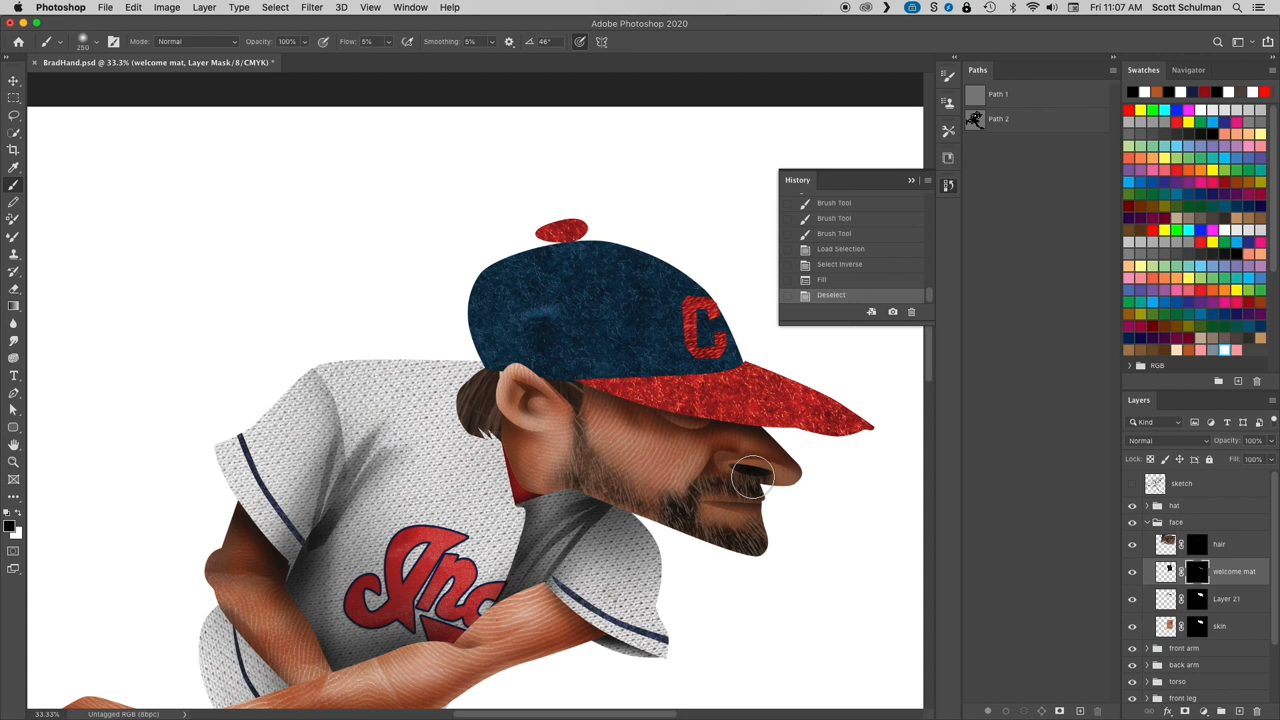 Photoshop File Edit Image Layer Type Select Filter 3D View Window Help Fri 11:07 AM Scott Schulman
Adobe Photoshop 2020
250 Mode: Normal Opacity: 100% Flow: 5% Smoothing: 5% 46°
BradHand.psd @ 33.3% (welcome mat, Layer Mask/8/CMYK) *
Paths
Path 1
Path 2
Swatches Navigator
RGB
History
Brush Tool
Brush Tool
Brush Tool
Load Selection
Select Inverse
Fill
Deselect
C
Layers
Kind
Normal Opacity: 100%
Lock: Fill: 100%
sketch
hat
face
hair
welcome mat
Layer 21
skin
front arm
back arm
torso
front leg
33.33% Untagged RGB (8bpc)